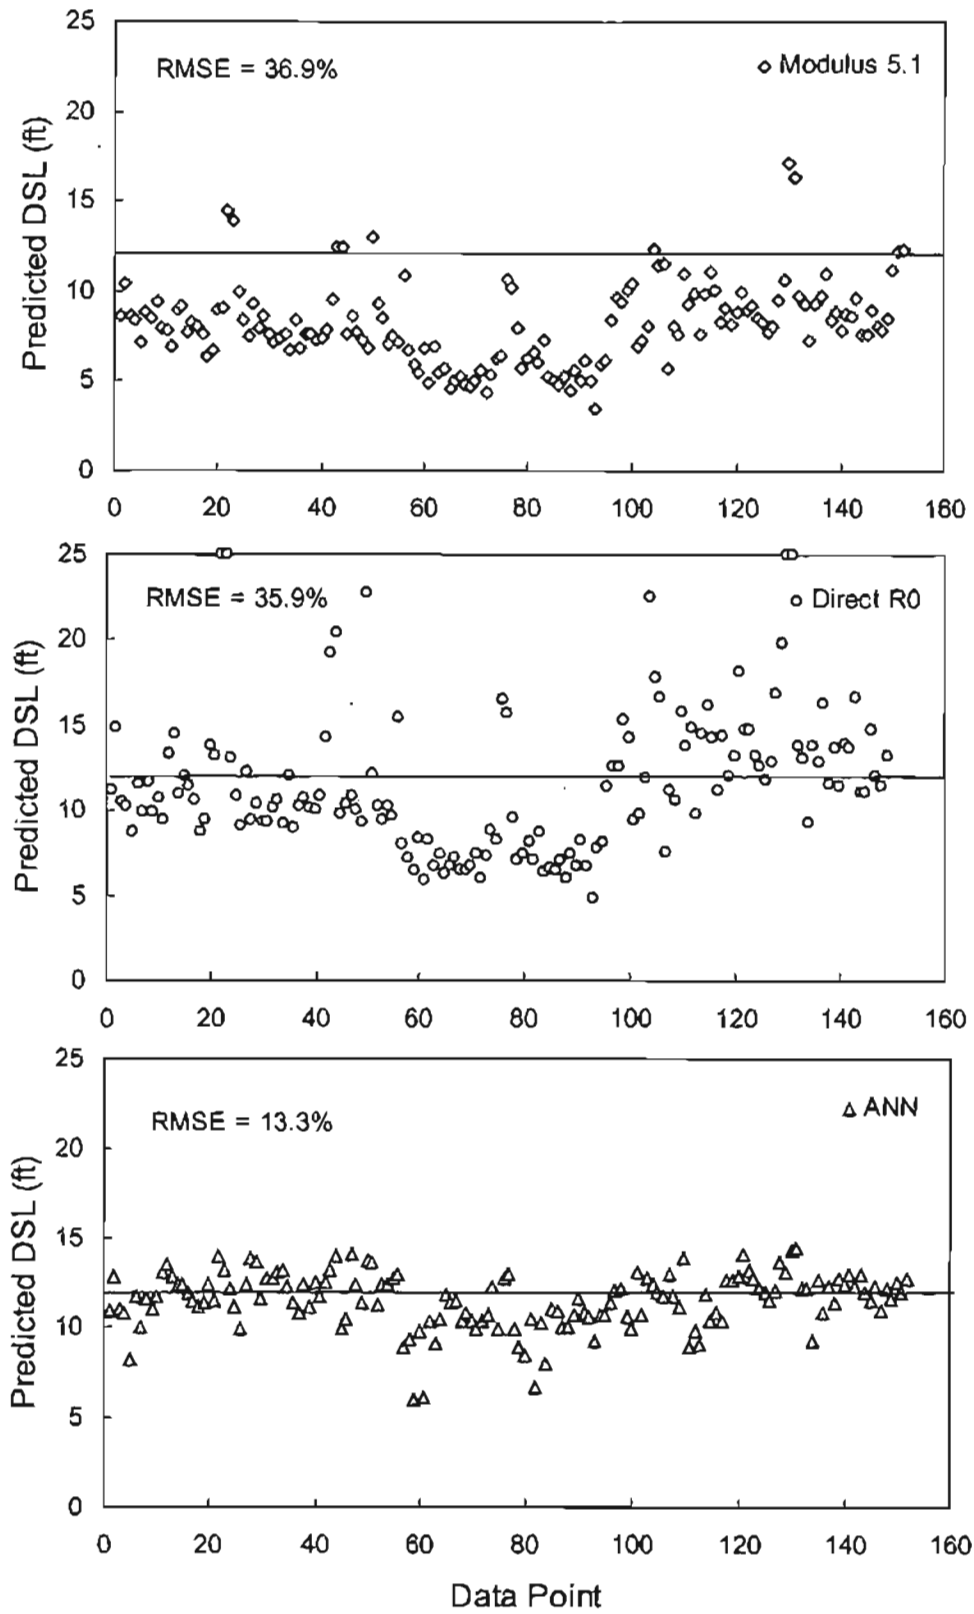 25
RMSE = 36.9%
Modulus 5.1
20
15
10
5
0
Predicted DSL (ft)
0 20 40 60 80 100 120 140 160
25
RMSE = 35.9%
Direct R0
20
15
10
5
0
Predicted DSL (ft)
0 20 40 60 80 100 120 140 160
25
RMSE = 13.3%
ANN
20
15
10
5
0
Predicted DSL (ft)
0 20 40 60 80 100 120 140 160
Data Point